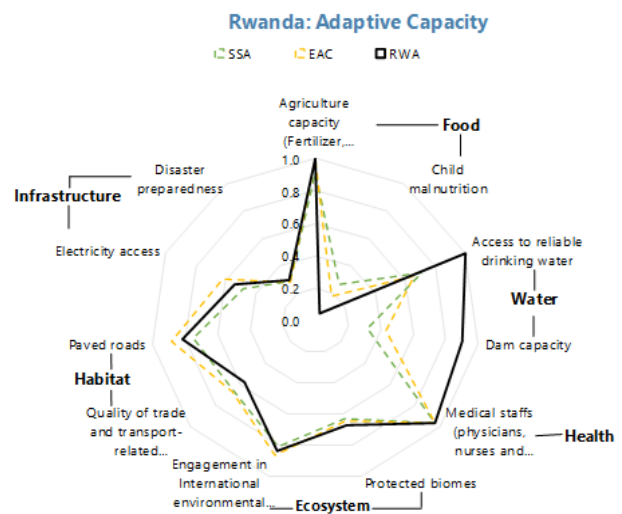 Rwanda: Adaptive Capacity
SSA EAC RWA
Agriculture
capacity
(Fertilizer,...
Food
Child
malnutrition
Disaster
preparedness
Infrastructure
Electricity access
1.0
0.8
0.6
0.4
0.2
0.0
Access to reliable
drinking water
Water
Dam capacity
Paved roads
Habitat
Quality of trade
and transport-
related...
Medical staffs
(physicians,
nurses and...
Health
Engagement in
International
environmental...
Ecosystem
Protected biomes